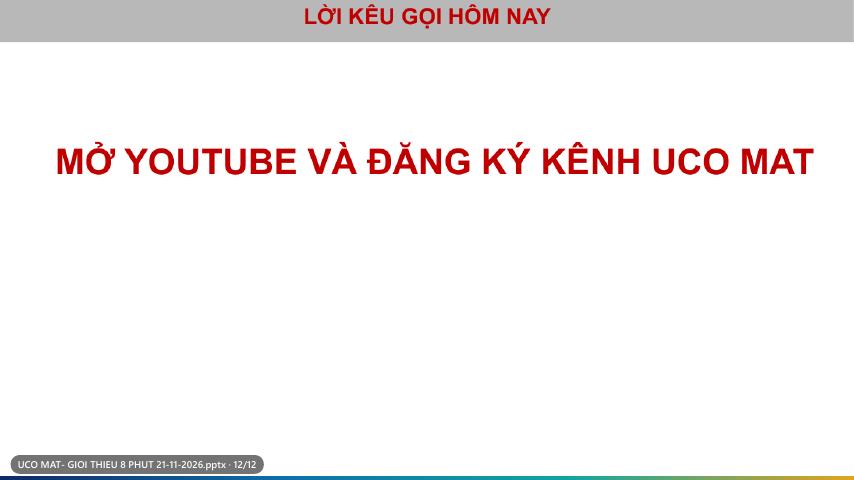 LỜI KÊU GỌI HÔM NAY
MỞ YOUTUBE VÀ ĐĂNG KÝ KÊNH UCO MAT
UCO MAT- GIOI THIEU 8 PHUT 21-11-2026.pptx · 12/12